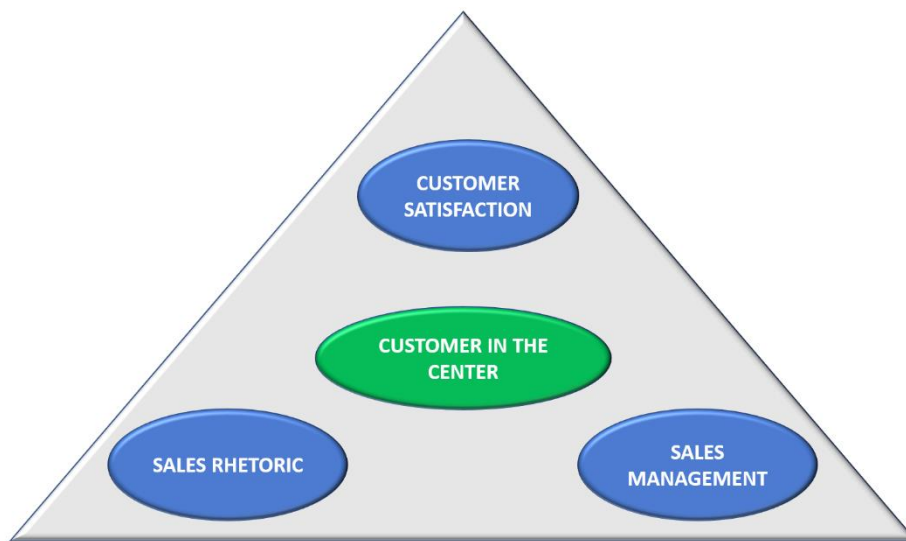 CUSTOMER
SATISFACTION
CUSTOMER IN THE
CENTER
SALES RHETORIC
SALES
MANAGEMENT